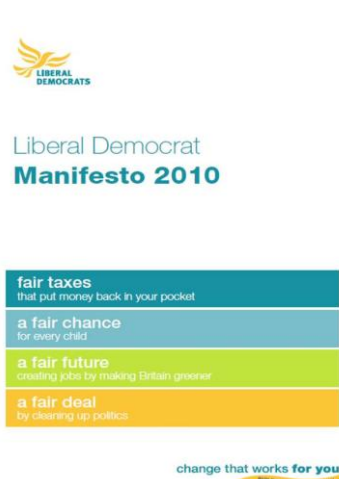 LIBERAL
DEMOCRATS
Liberal Democrat
Manifesto 2010
fair taxes
that put money back in your pocket
a fair chance
for every child
a fair future
creating jobs by making Britain greener
a fair deal
by cleaning up politics
change that works for you